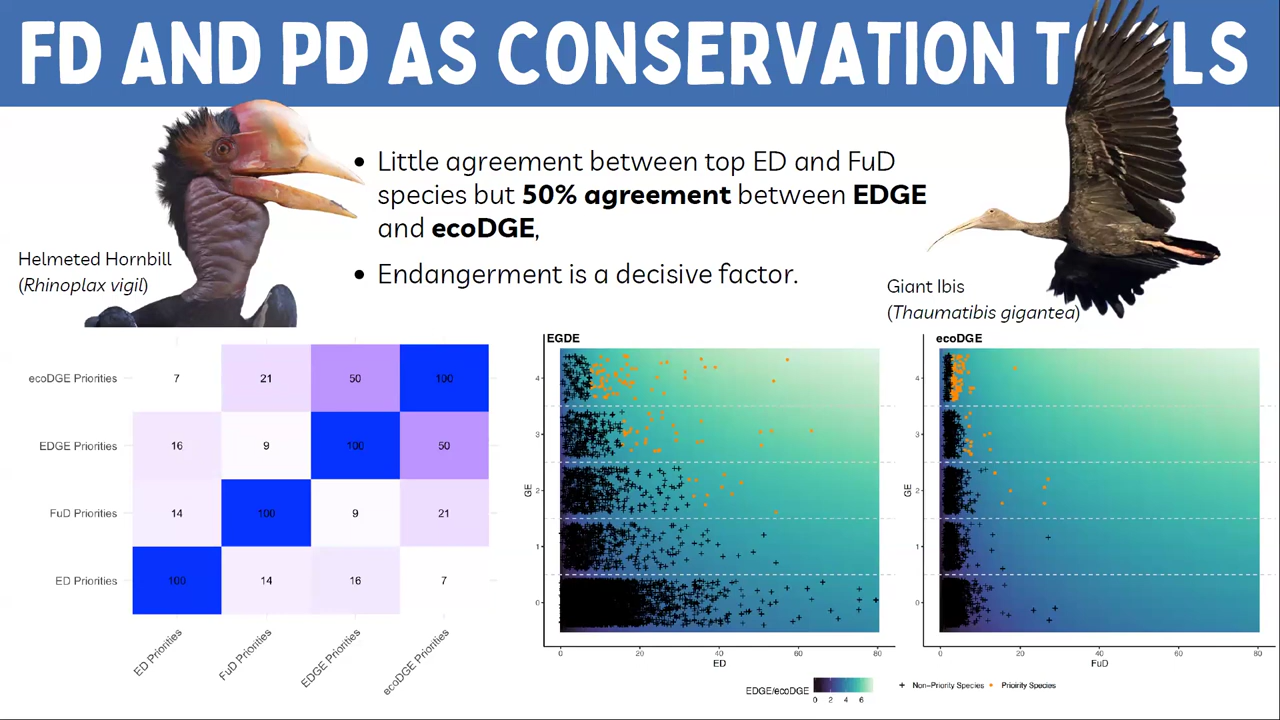 FD AND PD AS CONSERVATION TOOLS
• Little agreement between top ED and FuD
species but 50% agreement between EDGE
and ecoDGE,
• Endangerment is a decisive factor.
Helmeted Hornbill
(Rhinoplax vigil)
Giant Ibis
(Thaumatibis gigantea)
ecoDGE Priorities 7 21 50 100
EDGE Priorities 16 9 100 50
FuD Priorities 14 100 9 21
ED Priorities 100 14 16 7
ED Priorities FuD Priorities EDGE Priorities ecoDGE Priorities
EGDE
GE
4
3
2
1
0
0 20 40 60 80
ED
ecoDGE
GE
4
3
2
1
0
0 20 40 60 80
FuD
EDGE/ecoDGE
0 2 4 6
+ Non-Priority Species • Prioirity Species